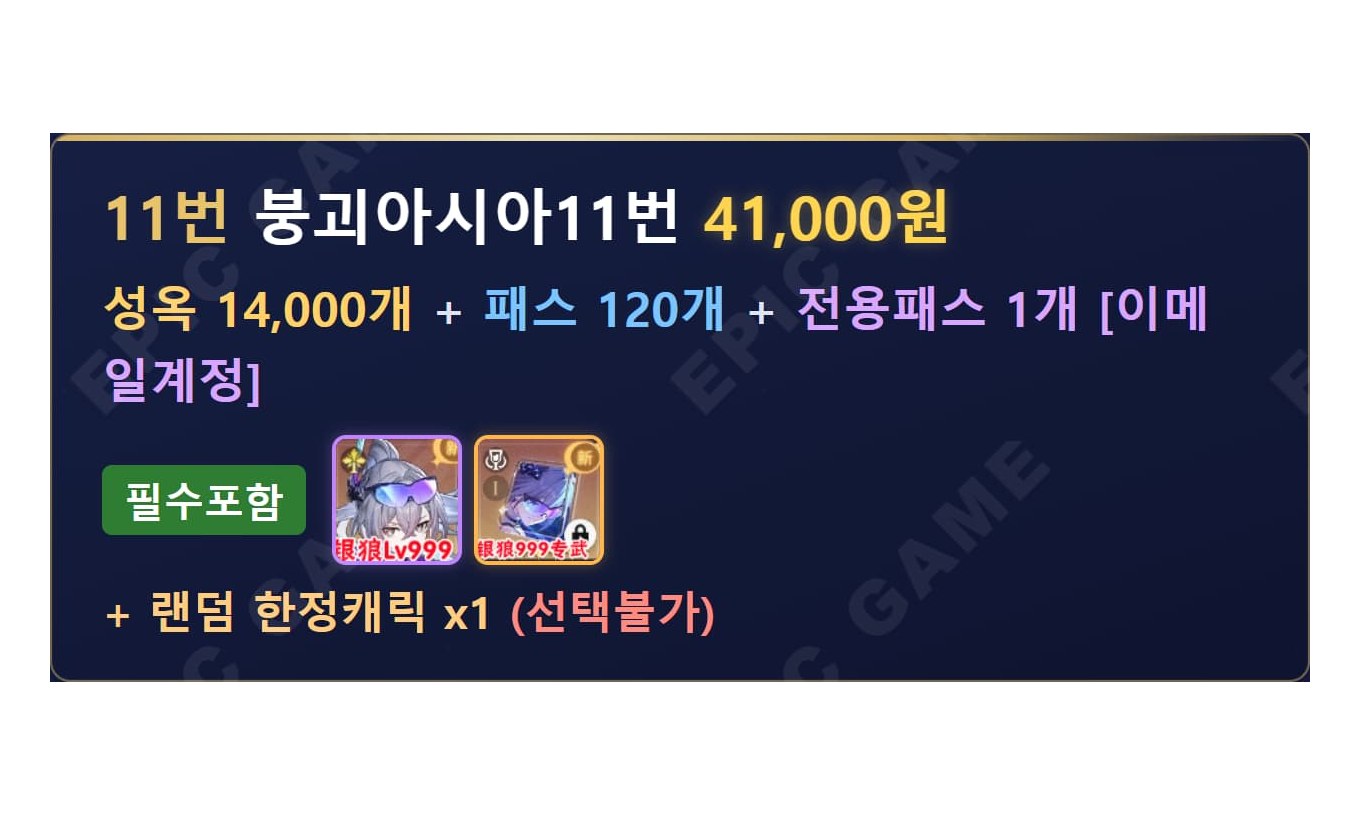 11번 붕괴아시아11번 41,000원
성옥 14,000개 + 패스 120개 + 전용패스 1개 [이메
일계정]
필수포함
银狼Lv999
新
银狼999专武
+ 랜덤 한정캐릭 x1 (선택불가)
EPIC GAME